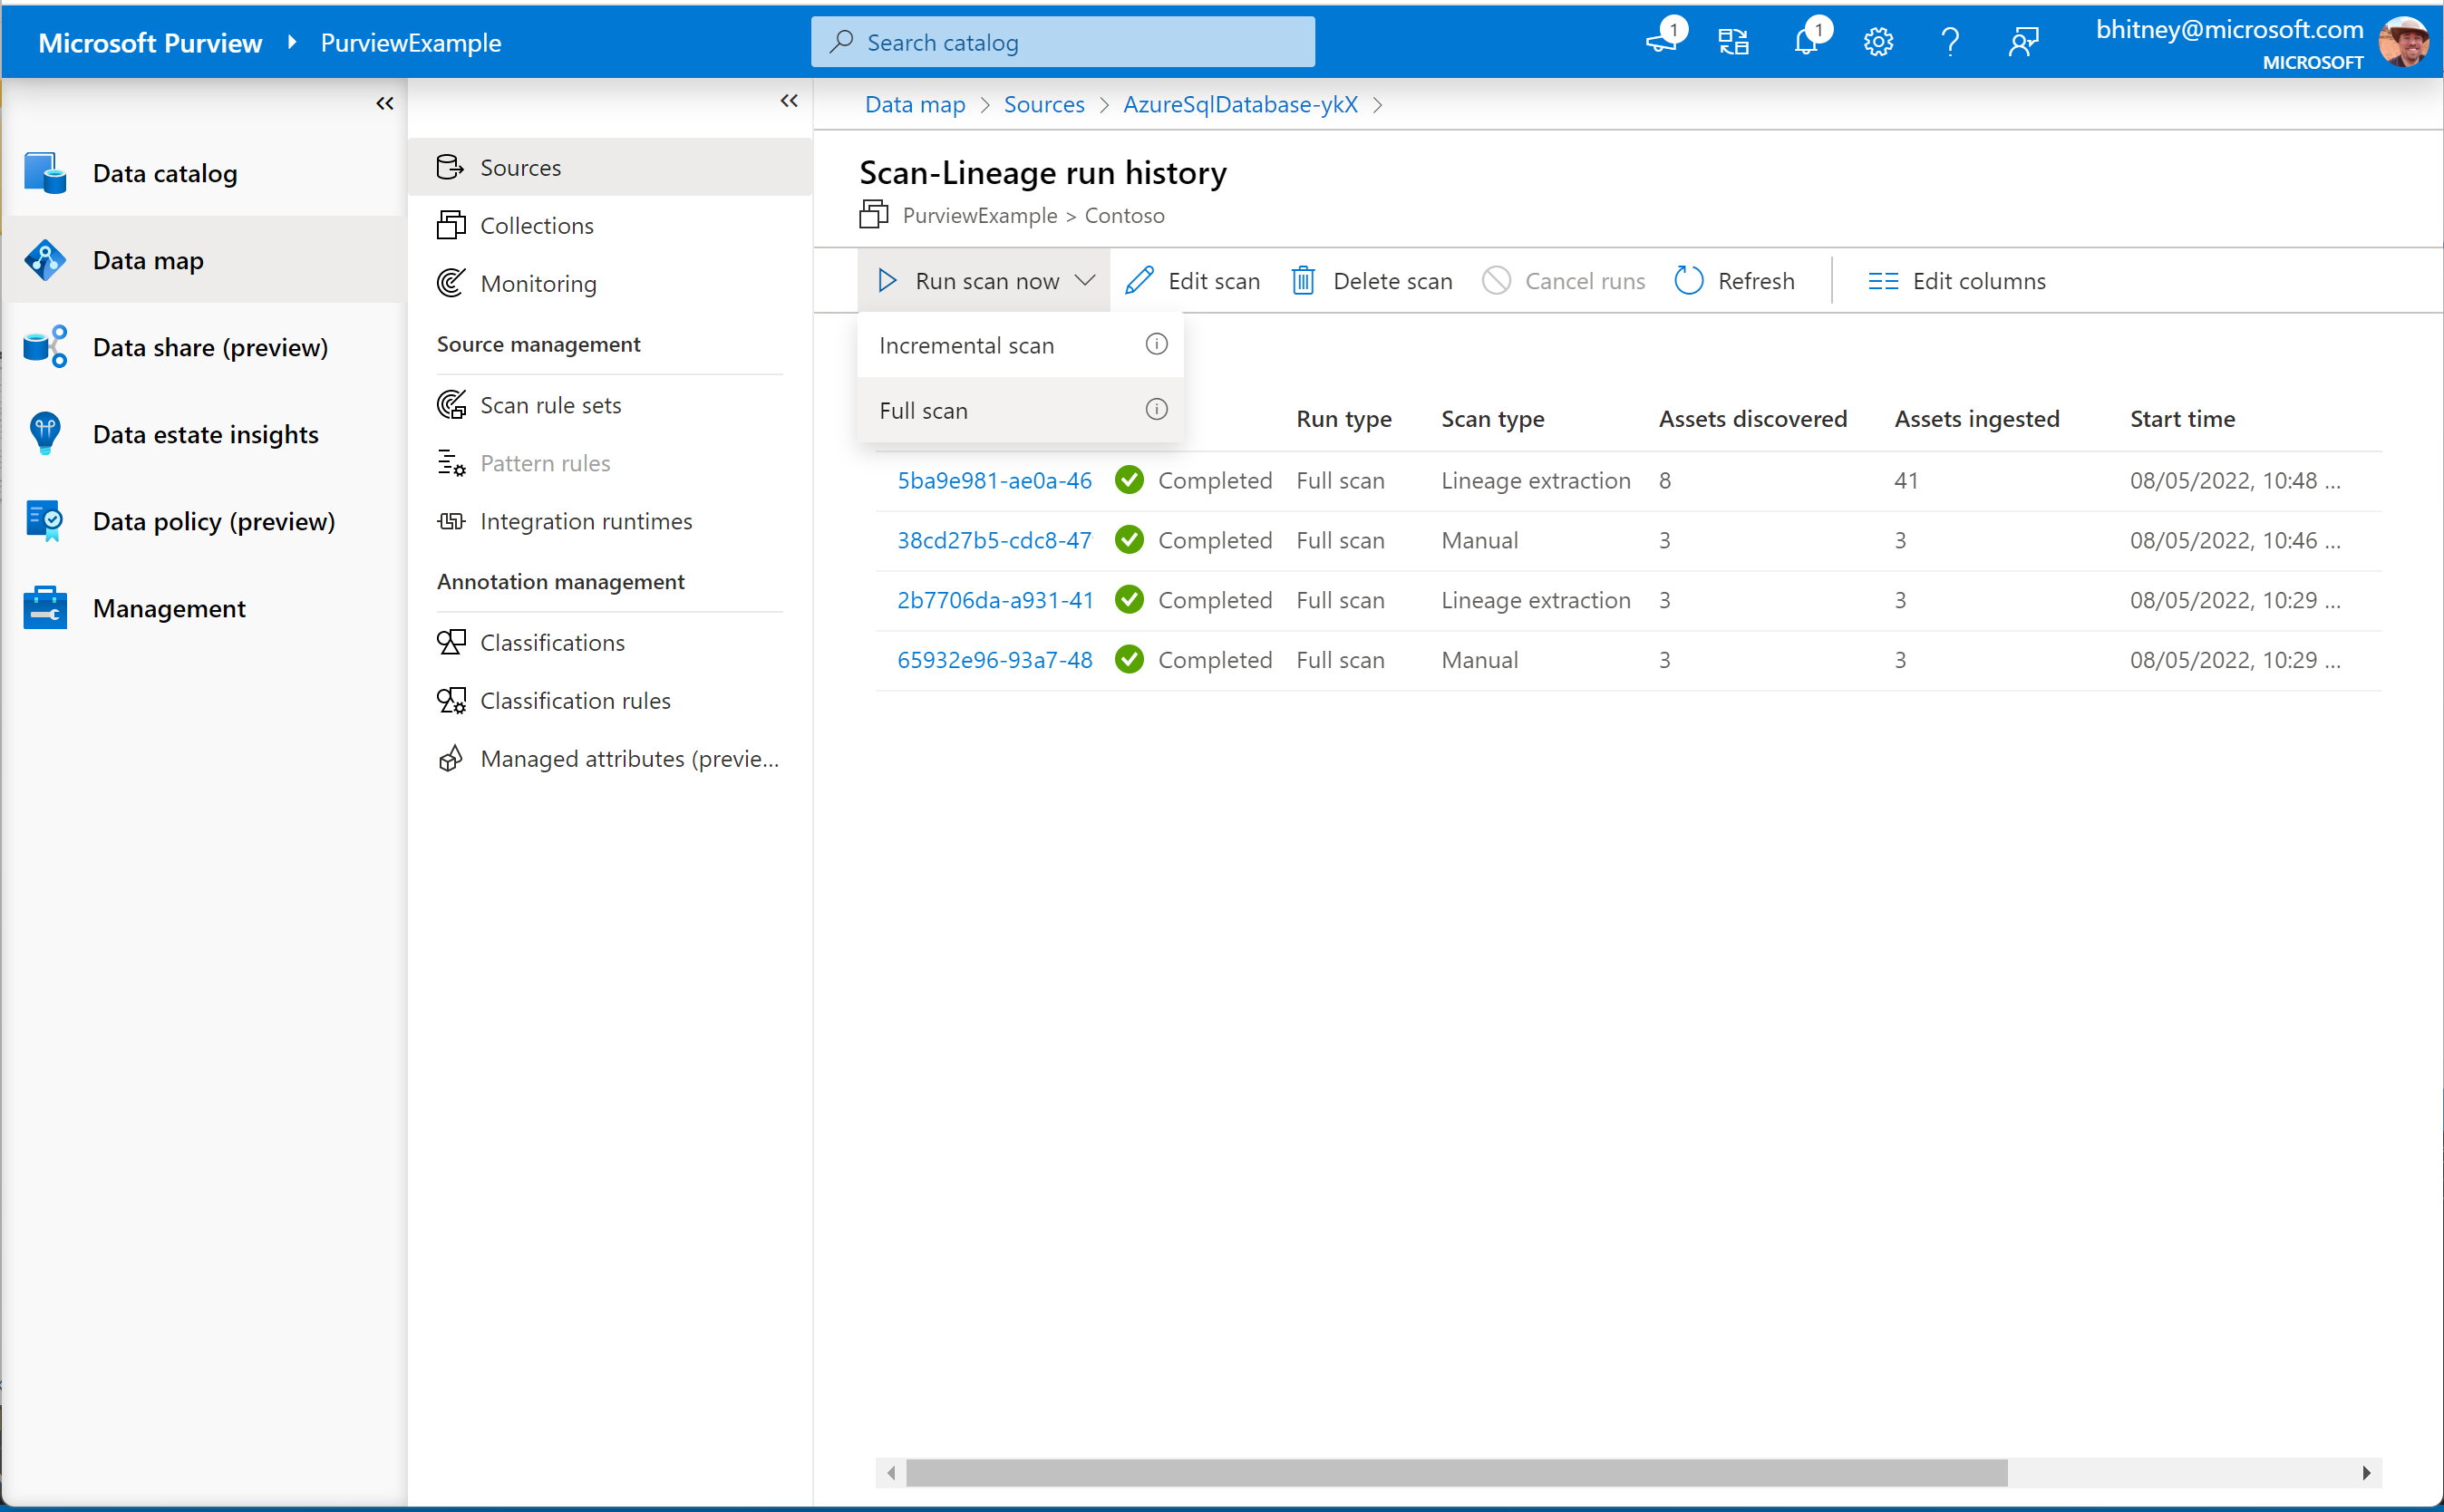 Microsoft Purview PurviewExample
Search catalog
1
1
bhitney@microsoft.com
MICROSOFT
Data catalog
Data map
Data share (preview)
Data estate insights
Data policy (preview)
Management
Sources
Collections
Monitoring
Source management
Scan rule sets
Pattern rules
Integration runtimes
Annotation management
Classifications
Classification rules
Managed attributes (previe...
Data map > Sources > AzureSqlDatabase-ykX >
Scan-Lineage run history
PurviewExample > Contoso
Run scan now Edit scan Delete scan Cancel runs Refresh Edit columns
Incremental scan
Full scan
Run type Scan type Assets discovered Assets ingested Start time
5ba9e981-ae0a-46 Completed Full scan Lineage extraction 8 41 08/05/2022, 10:48 ...
38cd27b5-cdc8-47 Completed Full scan Manual 3 3 08/05/2022, 10:46 ...
2b7706da-a931-41 Completed Full scan Lineage extraction 3 3 08/05/2022, 10:29 ...
65932e96-93a7-48 Completed Full scan Manual 3 3 08/05/2022, 10:29 ...